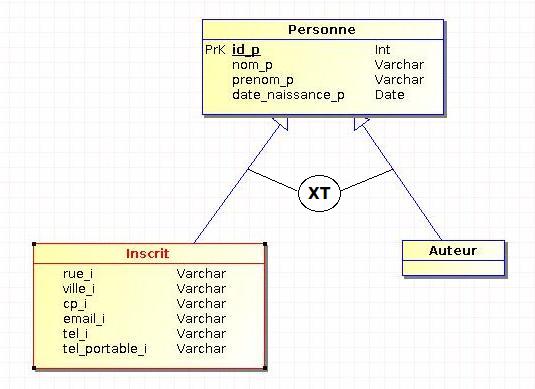 Personne
PrK id_p Int
nom_p Varchar
prenom_p Varchar
date_naissance_p Date
XT
Inscrit
rue_i Varchar
ville_i Varchar
cp_i Varchar
email_i Varchar
tel_i Varchar
tel_portable_i Varchar
Auteur